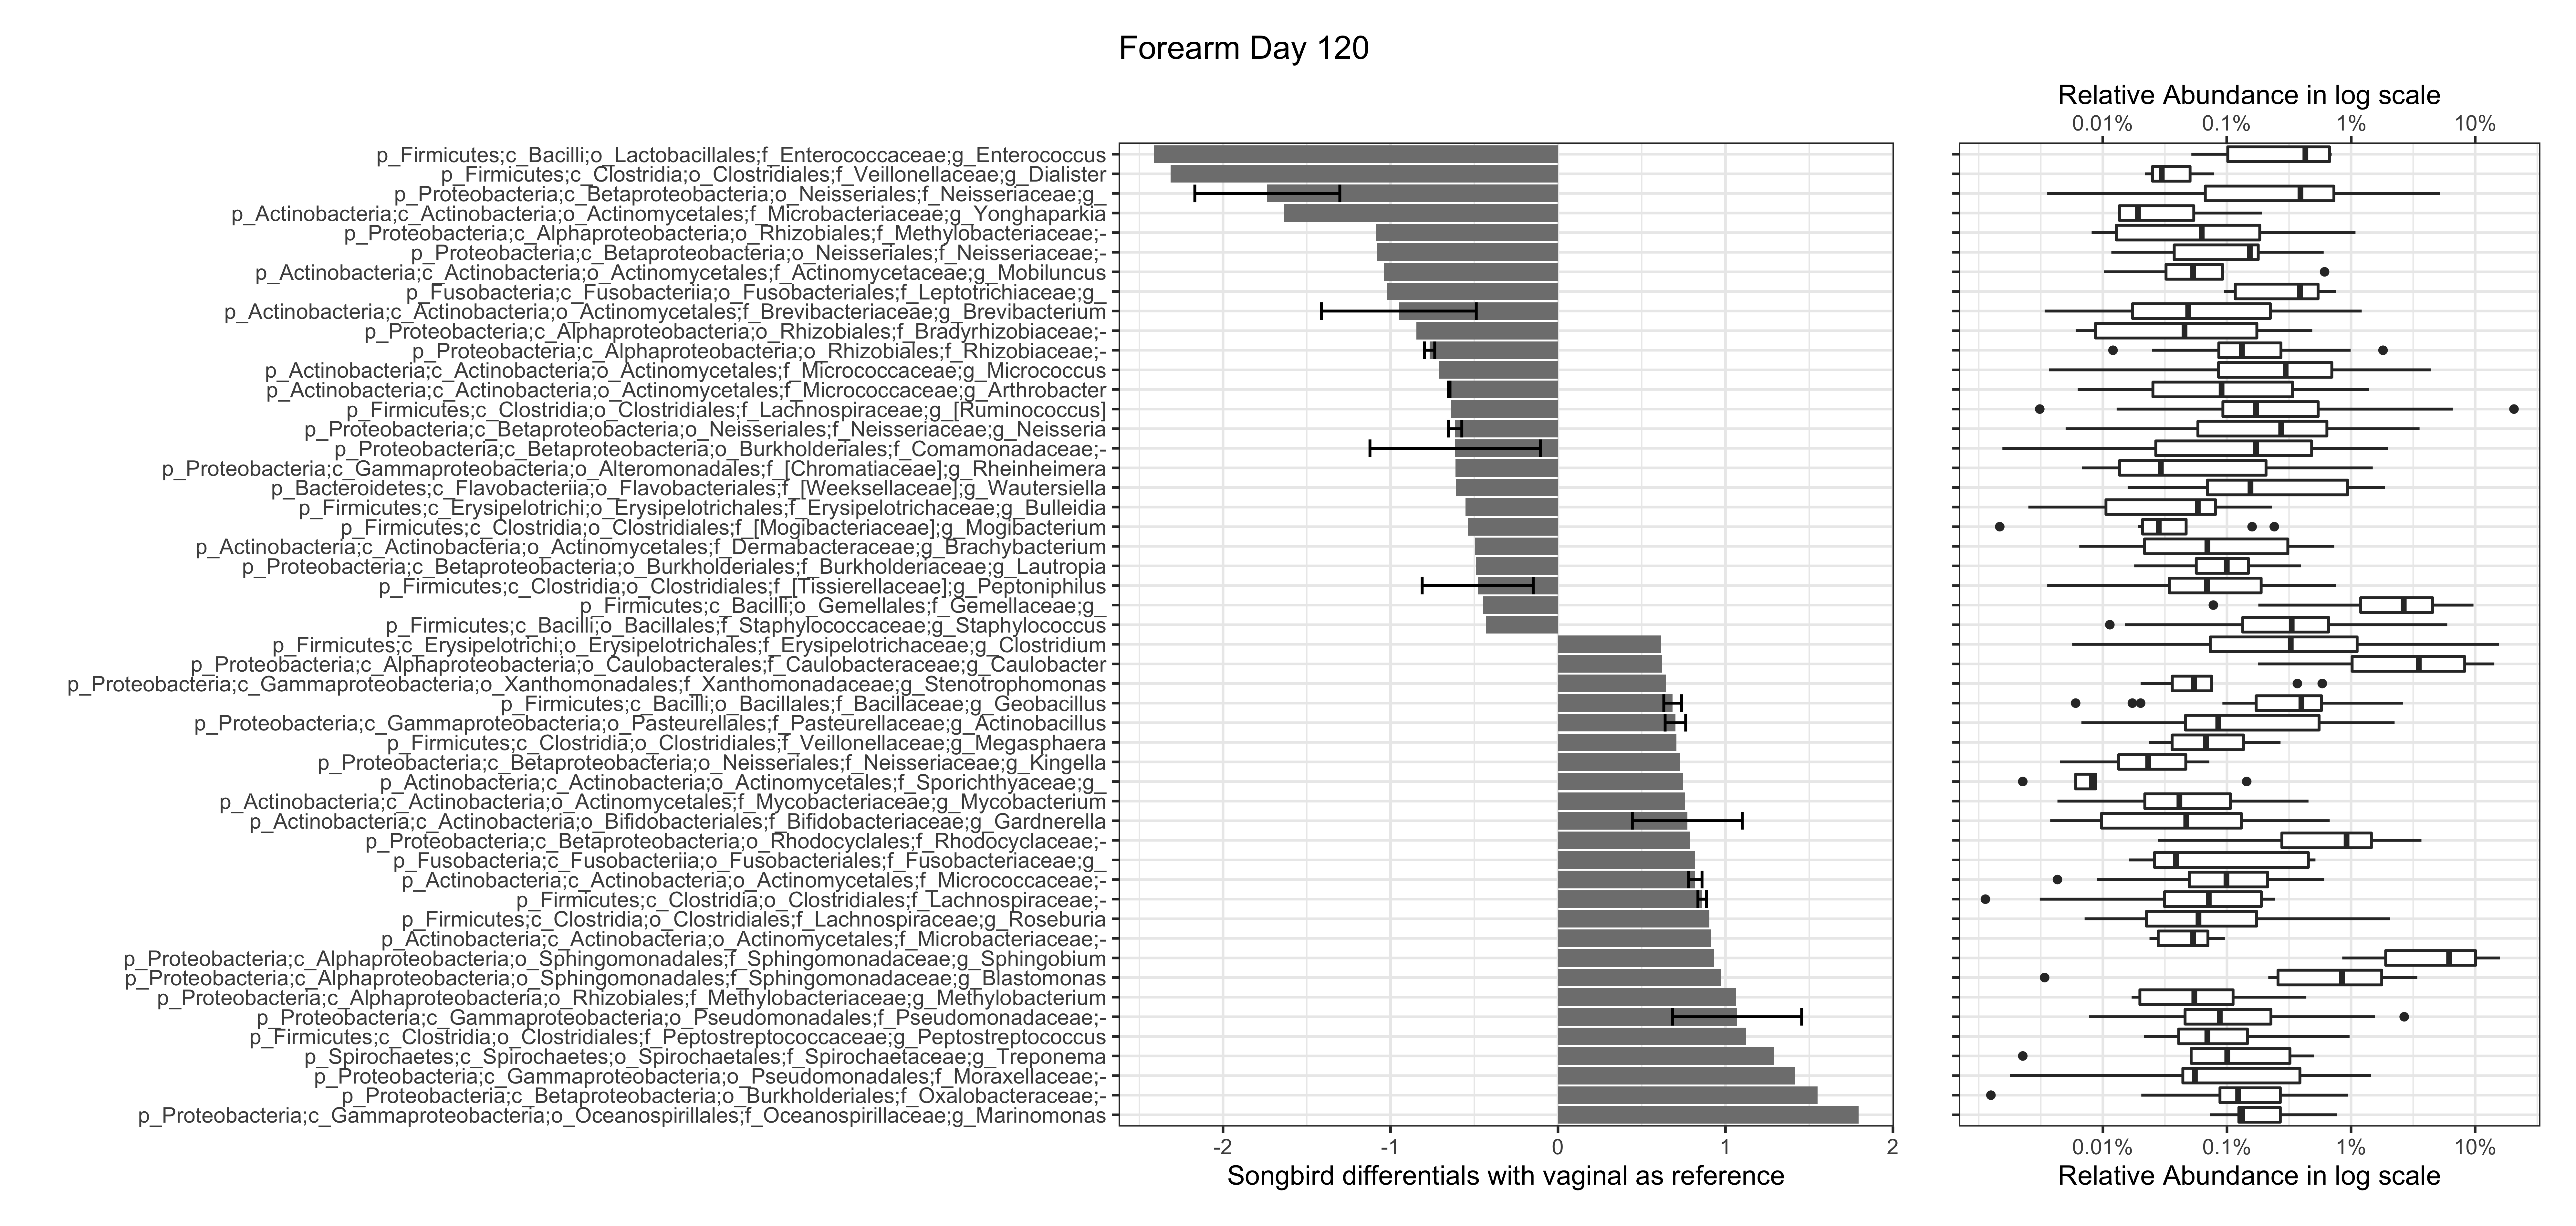 Forearm Day 120
Relative Abundance in log scale
0.01% 0.1% 1% 10%
p_Firmicutes;c_Bacilli;o_Lactobacillales;f_Enterococcaceae;g_Enterococcus
p_Firmicutes;c_Clostridia;o_Clostridiales;f_Veillonellaceae;g_Dialister
p_Proteobacteria;c_Betaproteobacteria;o_Neisseriales;f_Neisseriaceae;g_
p_Actinobacteria;c_Actinobacteria;o_Actinomycetales;f_Microbacteriaceae;g_Yonghaparkia
p_Proteobacteria;c_Alphaproteobacteria;o_Rhizobiales;f_Methylobacteriaceae;-
p_Proteobacteria;c_Betaproteobacteria;o_Neisseriales;f_Neisseriaceae;-
p_Actinobacteria;c_Actinobacteria;o_Actinomycetales;f_Actinomycetaceae;g_Mobiluncus
p_Fusobacteria;c_Fusobacteriia;o_Fusobacteriales;f_Leptotrichiaceae;g_
p_Actinobacteria;c_Actinobacteria;o_Actinomycetales;f_Brevibacteriaceae;g_Brevibacterium
p_Proteobacteria;c_Alphaproteobacteria;o_Rhizobiales;f_Bradyrhizobiaceae;-
p_Proteobacteria;c_Alphaproteobacteria;o_Rhizobiales;f_Rhizobiaceae;-
p_Actinobacteria;c_Actinobacteria;o_Actinomycetales;f_Micrococcaceae;g_Micrococcus
p_Actinobacteria;c_Actinobacteria;o_Actinomycetales;f_Micrococcaceae;g_Arthrobacter
p_Firmicutes;c_Clostridia;o_Clostridiales;f_Lachnospiraceae;g_[Ruminococcus]
p_Proteobacteria;c_Betaproteobacteria;o_Neisseriales;f_Neisseriaceae;g_Neisseria
p_Proteobacteria;c_Betaproteobacteria;o_Burkholderiales;f_Comamonadaceae;-
p_Proteobacteria;c_Gammaproteobacteria;o_Alteromonadales;f_[Chromatiaceae];g_Rheinheimera
p_Bacteroidetes;c_Flavobacteriia;o_Flavobacteriales;f_[Weeksellaceae];g_Wautersiella
p_Firmicutes;c_Erysipelotrichi;o_Erysipelotrichales;f_Erysipelotrichaceae;g_Bulleidia
p_Firmicutes;c_Clostridia;o_Clostridiales;f_[Mogibacteriaceae];g_Mogibacterium
p_Actinobacteria;c_Actinobacteria;o_Actinomycetales;f_Dermabacteraceae;g_Brachybacterium
p_Proteobacteria;c_Betaproteobacteria;o_Burkholderiales;f_Burkholderiaceae;g_Lautropia
p_Firmicutes;c_Clostridia;o_Clostridiales;f_[Tissierellaceae];g_Peptoniphilus
p_Firmicutes;c_Bacilli;o_Gemellales;f_Gemellaceae;g_
p_Firmicutes;c_Bacilli;o_Bacillales;f_Staphylococcaceae;g_Staphylococcus
p_Firmicutes;c_Erysipelotrichi;o_Erysipelotrichales;f_Erysipelotrichaceae;g_Clostridium
p_Proteobacteria;c_Alphaproteobacteria;o_Caulobacterales;f_Caulobacteraceae;g_Caulobacter
p_Proteobacteria;c_Gammaproteobacteria;o_Xanthomonadales;f_Xanthomonadaceae;g_Stenotrophomonas
p_Firmicutes;c_Bacilli;o_Bacillales;f_Bacillaceae;g_Geobacillus
p_Proteobacteria;c_Gammaproteobacteria;o_Pasteurellales;f_Pasteurellaceae;g_Actinobacillus
p_Firmicutes;c_Clostridia;o_Clostridiales;f_Veillonellaceae;g_Megasphaera
p_Proteobacteria;c_Betaproteobacteria;o_Neisseriales;f_Neisseriaceae;g_Kingella
p_Actinobacteria;c_Actinobacteria;o_Actinomycetales;f_Sporichthyaceae;g_
p_Actinobacteria;c_Actinobacteria;o_Actinomycetales;f_Mycobacteriaceae;g_Mycobacterium
p_Actinobacteria;c_Actinobacteria;o_Bifidobacteriales;f_Bifidobacteriaceae;g_Gardnerella
p_Proteobacteria;c_Betaproteobacteria;o_Rhodocyclales;f_Rhodocyclaceae;-
p_Fusobacteria;c_Fusobacteriia;o_Fusobacteriales;f_Fusobacteriaceae;g_
p_Actinobacteria;c_Actinobacteria;o_Actinomycetales;f_Micrococcaceae;-
p_Firmicutes;c_Clostridia;o_Clostridiales;f_Lachnospiraceae;-
p_Firmicutes;c_Clostridia;o_Clostridiales;f_Lachnospiraceae;g_Roseburia
p_Actinobacteria;c_Actinobacteria;o_Actinomycetales;f_Microbacteriaceae;-
p_Proteobacteria;c_Alphaproteobacteria;o_Sphingomonadales;f_Sphingomonadaceae;g_Sphingobium
p_Proteobacteria;c_Alphaproteobacteria;o_Sphingomonadales;f_Sphingomonadaceae;g_Blastomonas
p_Proteobacteria;c_Alphaproteobacteria;o_Rhizobiales;f_Methylobacteriaceae;g_Methylobacterium
p_Proteobacteria;c_Gammaproteobacteria;o_Pseudomonadales;f_Pseudomonadaceae;-
p_Firmicutes;c_Clostridia;o_Clostridiales;f_Peptostreptococcaceae;g_Peptostreptococcus
p_Spirochaetes;c_Spirochaetes;o_Spirochaetales;f_Spirochaetaceae;g_Treponema
p_Proteobacteria;c_Gammaproteobacteria;o_Pseudomonadales;f_Moraxellaceae;-
p_Proteobacteria;c_Betaproteobacteria;o_Burkholderiales;f_Oxalobacteraceae;-
p_Proteobacteria;c_Gammaproteobacteria;o_Oceanospirillales;f_Oceanospirillaceae;g_Marinomonas
-2 -1 0 1 2
Songbird differentials with vaginal as reference
0.01% 0.1% 1% 10%
Relative Abundance in log scale